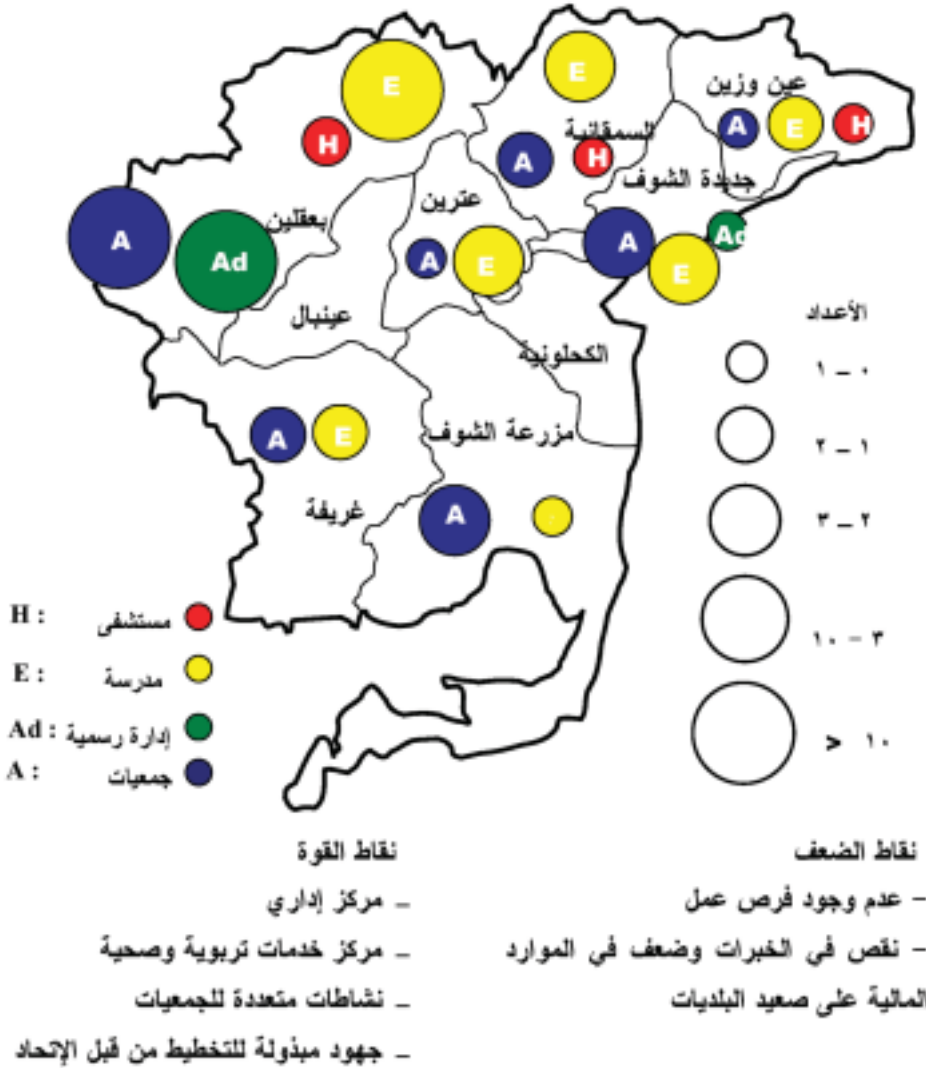 E
E
عين وزين
A
E
H
H
السمقانية
A
H
جديدة الشوف
عترين
بعقلين
A
Ad
A
E
A
E
Ad
عينبال
الأعداد
الكحلونية
٠ – ١
١ – ٢
٢ – ٣
٣ – ١٠
> ١٠
A
E
مزرعة الشوف
غريفة
A
H : مستشفى
E : مدرسة
Ad : إدارة رسمية
A : جمعيات
نقاط الضعف
– عدم وجود فرص عمل
– نقص في الخبرات وضعف في الموارد
المالية على صعيد البلديات
نقاط القوة
– مركز إداري
– مركز خدمات تربوية وصحية
– نشاطات متعددة للجمعيات
– جهود مبذولة للتخطيط من قبل الإتحاد